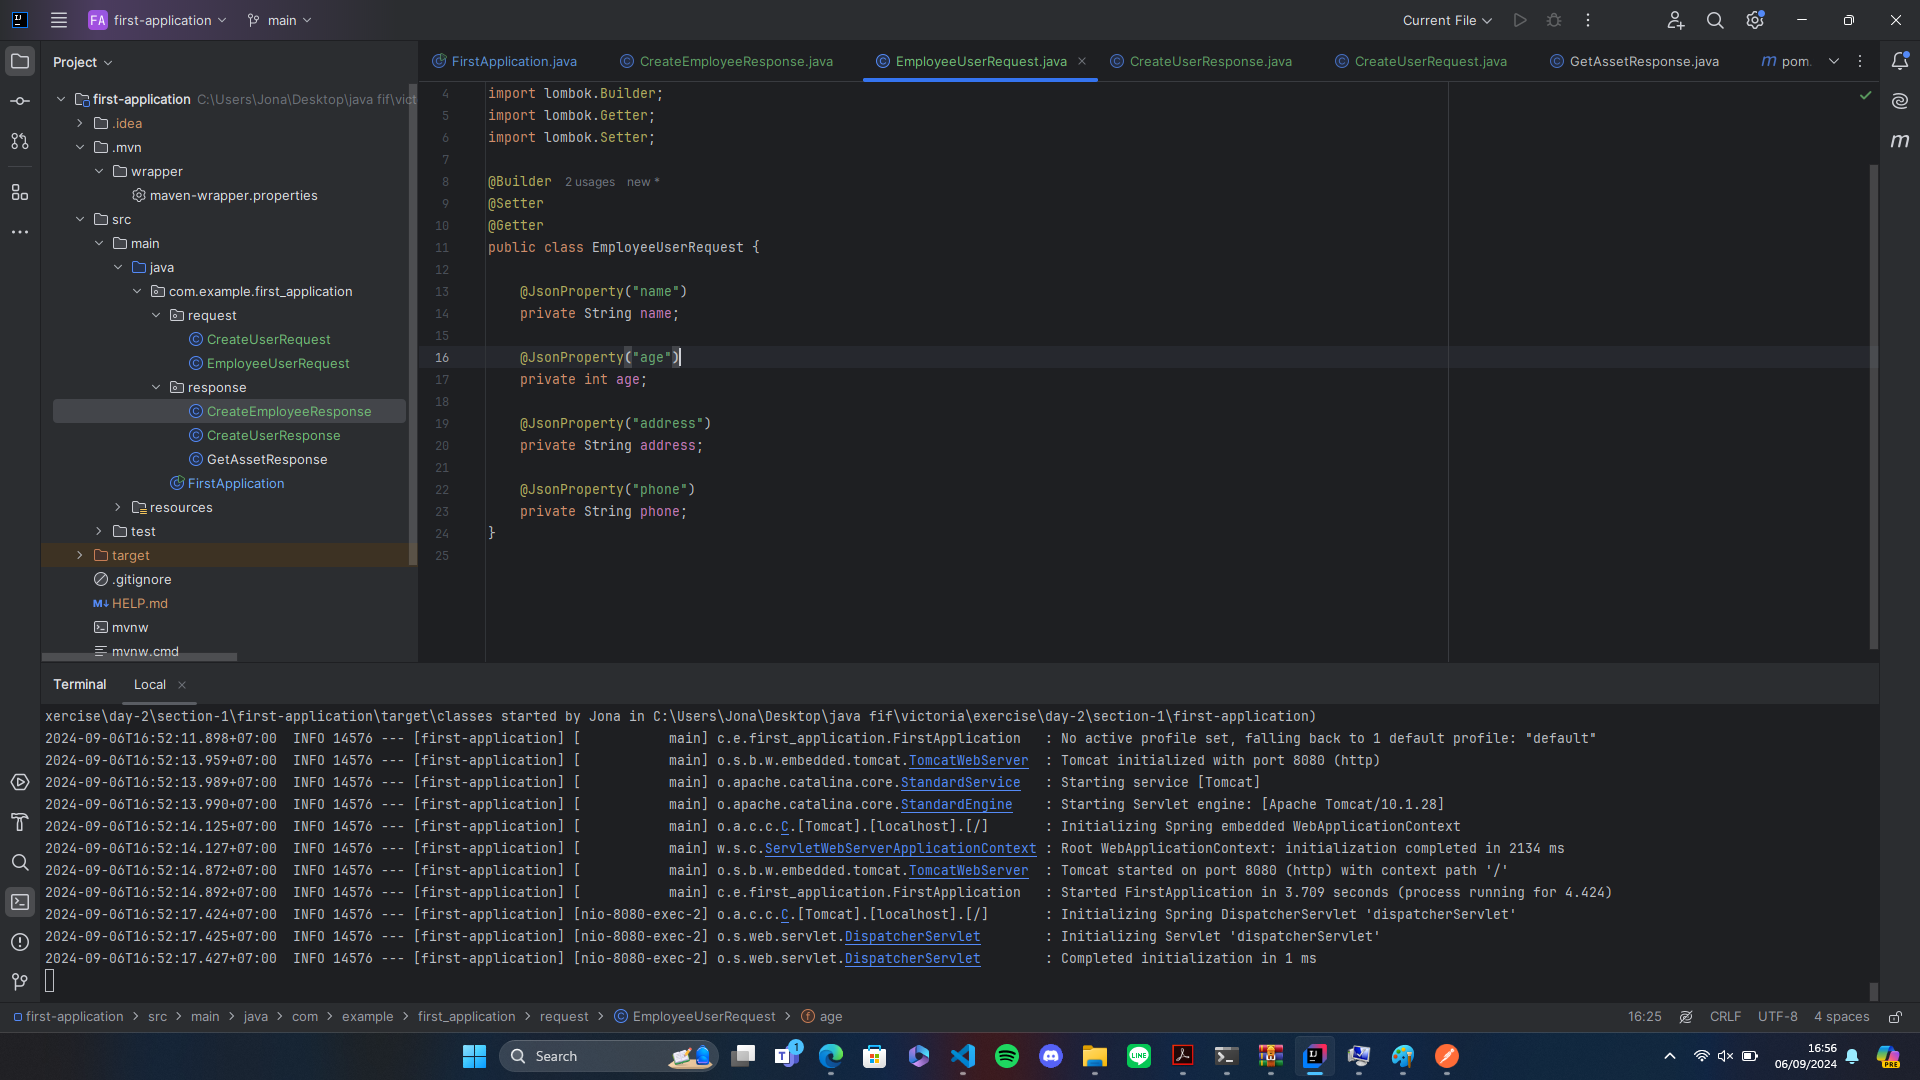 FA first-application main Current File
Project
FirstApplication.java CreateEmployeeResponse.java EmployeeUserRequest.java CreateUserResponse.java CreateUserRequest.java GetAssetResponse.java m pom.
first-application C:\Users\Jona\Desktop\java fif\vict
.idea
.mvn
wrapper
maven-wrapper.properties
src
main
java
com.example.first_application
request
CreateUserRequest
EmployeeUserRequest
response
CreateEmployeeResponse
CreateUserResponse
GetAssetResponse
FirstApplication
resources
test
target
.gitignore
M↓ HELP.md
mvnw
mvnw.cmd
4 import lombok.Builder;
5 import lombok.Getter;
6 import lombok.Setter;
7
8 @Builder 2 usages new *
9 @Setter
10 @Getter
11 public class EmployeeUserRequest {
12
13 @JsonProperty("name")
14 private String name;
15
16 @JsonProperty("age")
17 private int age;
18
19 @JsonProperty("address")
20 private String address;
21
22 @JsonProperty("phone")
23 private String phone;
24 }
25
m
Terminal Local
xercise\day-2\section-1\first-application\target\classes started by Jona in C:\Users\Jona\Desktop\java fif\victoria\exercise\day-2\section-1\first-application)
2024-09-06T16:52:11.898+07:00  INFO 14576 --- [first-application] [           main] c.e.first_application.FirstApplication   : No active profile set, falling back to 1 default profile: "default"
2024-09-06T16:52:13.959+07:00  INFO 14576 --- [first-application] [           main] o.s.b.w.embedded.tomcat.TomcatWebServer  : Tomcat initialized with port 8080 (http)
2024-09-06T16:52:13.989+07:00  INFO 14576 --- [first-application] [           main] o.apache.catalina.core.StandardService   : Starting service [Tomcat]
2024-09-06T16:52:13.990+07:00  INFO 14576 --- [first-application] [           main] o.apache.catalina.core.StandardEngine    : Starting Servlet engine: [Apache Tomcat/10.1.28]
2024-09-06T16:52:14.125+07:00  INFO 14576 --- [first-application] [           main] o.a.c.c.C.[Tomcat].[localhost].[/]       : Initializing Spring embedded WebApplicationContext
2024-09-06T16:52:14.127+07:00  INFO 14576 --- [first-application] [           main] w.s.c.ServletWebServerApplicationContext : Root WebApplicationContext: initialization completed in 2134 ms
2024-09-06T16:52:14.872+07:00  INFO 14576 --- [first-application] [           main] o.s.b.w.embedded.tomcat.TomcatWebServer  : Tomcat started on port 8080 (http) with context path '/'
2024-09-06T16:52:14.892+07:00  INFO 14576 --- [first-application] [           main] c.e.first_application.FirstApplication   : Started FirstApplication in 3.709 seconds (process running for 4.424)
2024-09-06T16:52:17.424+07:00  INFO 14576 --- [first-application] [nio-8080-exec-2] o.a.c.c.C.[Tomcat].[localhost].[/]       : Initializing Spring DispatcherServlet 'dispatcherServlet'
2024-09-06T16:52:17.425+07:00  INFO 14576 --- [first-application] [nio-8080-exec-2] o.s.web.servlet.DispatcherServlet        : Initializing Servlet 'dispatcherServlet'
2024-09-06T16:52:17.427+07:00  INFO 14576 --- [first-application] [nio-8080-exec-2] o.s.web.servlet.DispatcherServlet        : Completed initialization in 1 ms
first-application > src > main > java > com > example > first_application > request > EmployeeUserRequest > age 16:25 CRLF UTF-8 4 spaces
Search 1 LINE PRE
16:56
06/09/2024